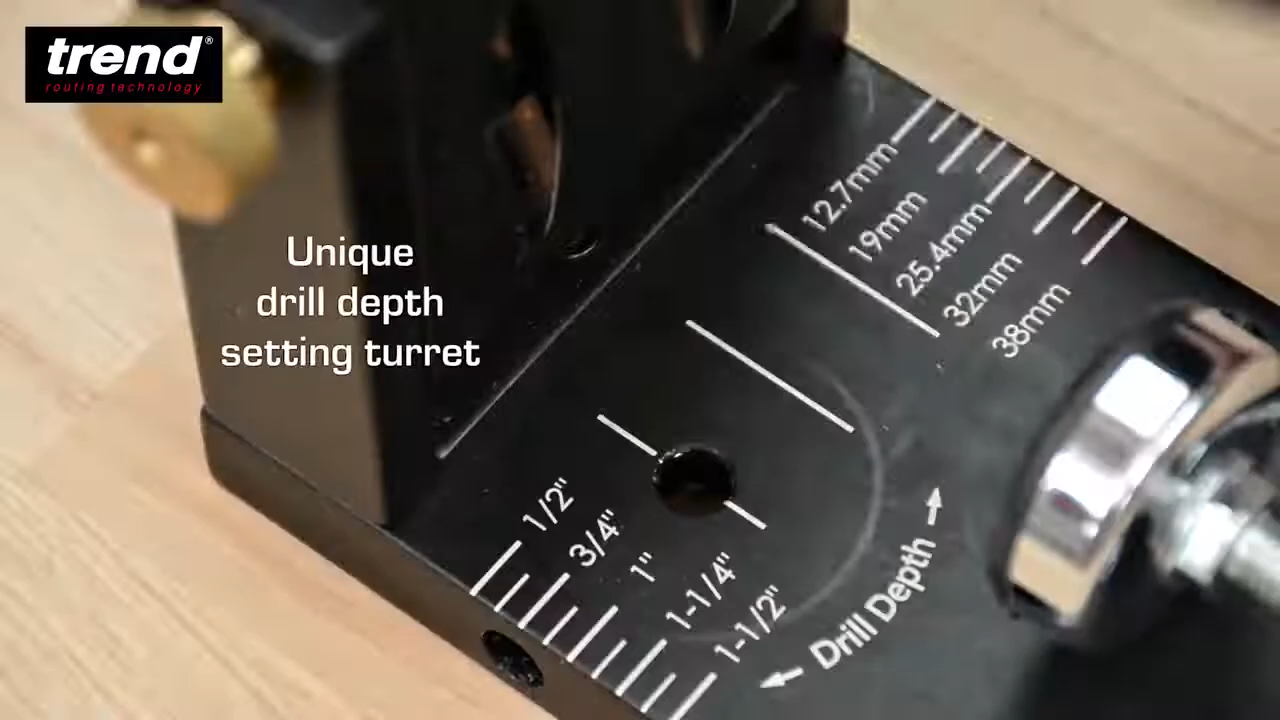 trend®
routing technology
Unique
drill depth
setting turret
12.7mm
19mm
25.4mm
32mm
38mm
1/2"
3/4"
1"
1-1/4"
1-1/2"
Drill Depth